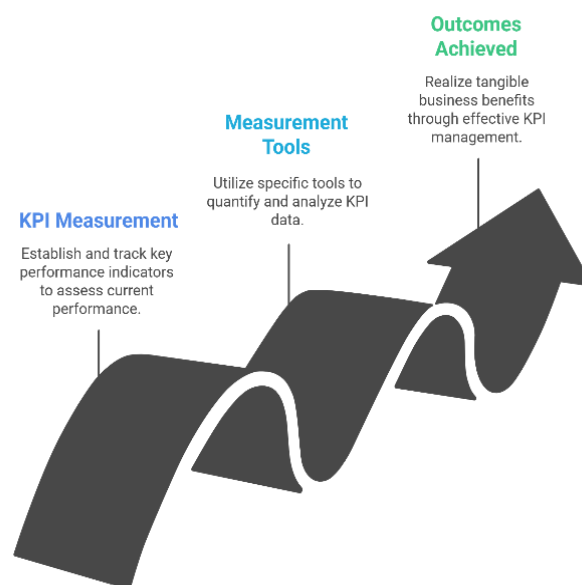 KPI Measurement
Establish and track key
performance indicators
to assess current
performance.
Measurement
Tools
Utilize specific tools to
quantify and analyze KPI
data.
Outcomes
Achieved
Realize tangible
business benefits
through effective KPI
management.